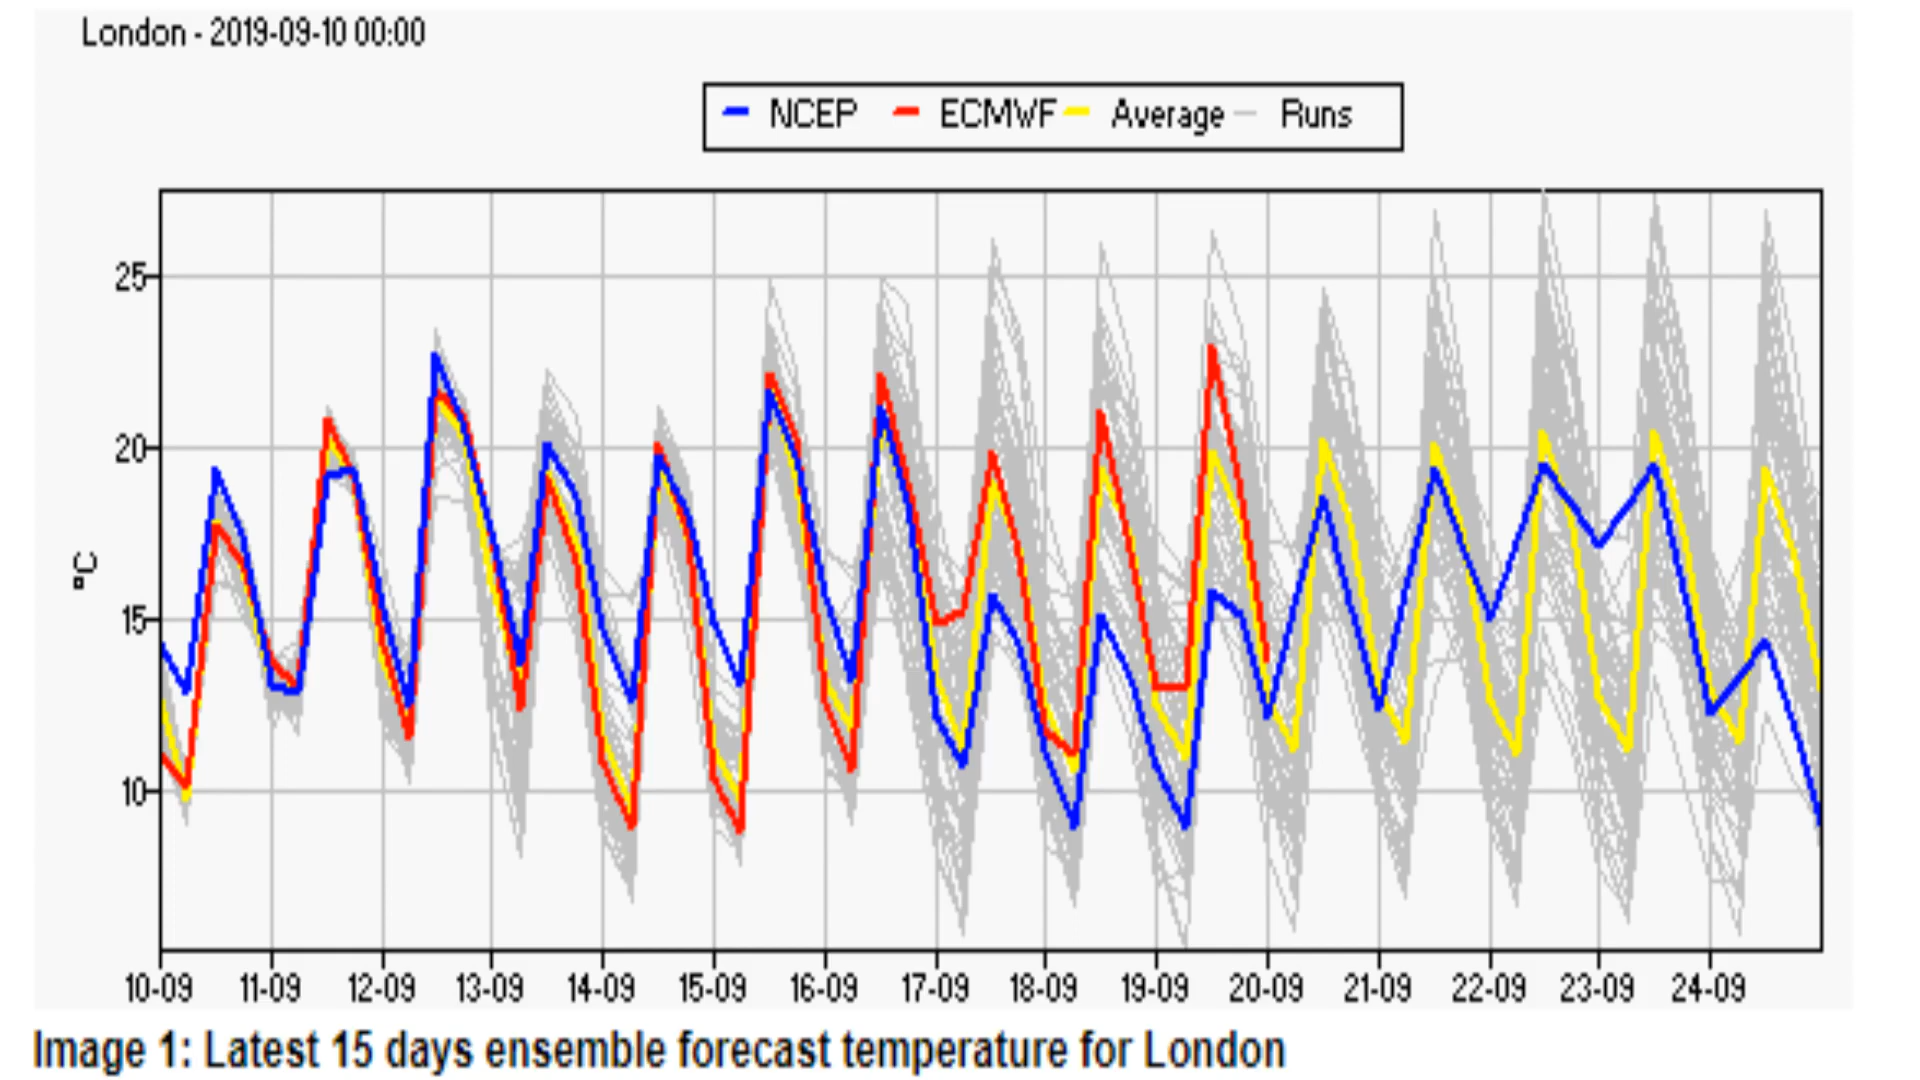 London - 2019-09-10 00:00
NCEP ECMWF Average Runs
25
20
15
10
°C
10-09 11-09 12-09 13-09 14-09 15-09 16-09 17-09 18-09 19-09 20-09 21-09 22-09 23-09 24-09
Image 1: Latest 15 days ensemble forecast temperature for London